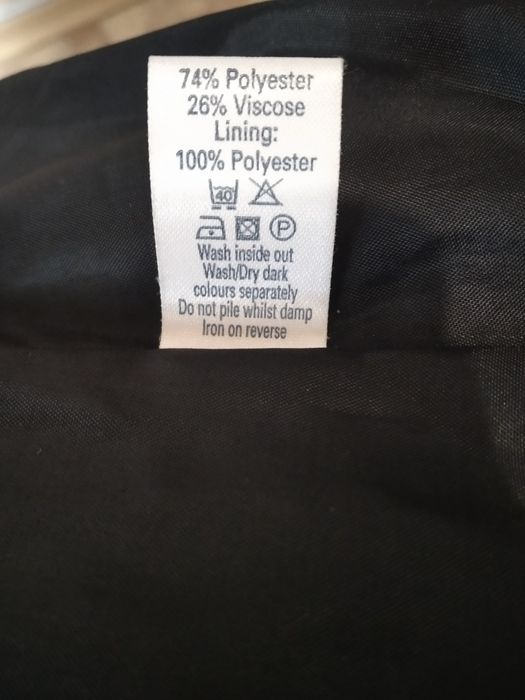 74% Polyester
26% Viscose
Lining:
100% Polyester
40
P
Wash inside out
Wash/Dry dark
colours separately
Do not pile whilst damp
Iron on reverse